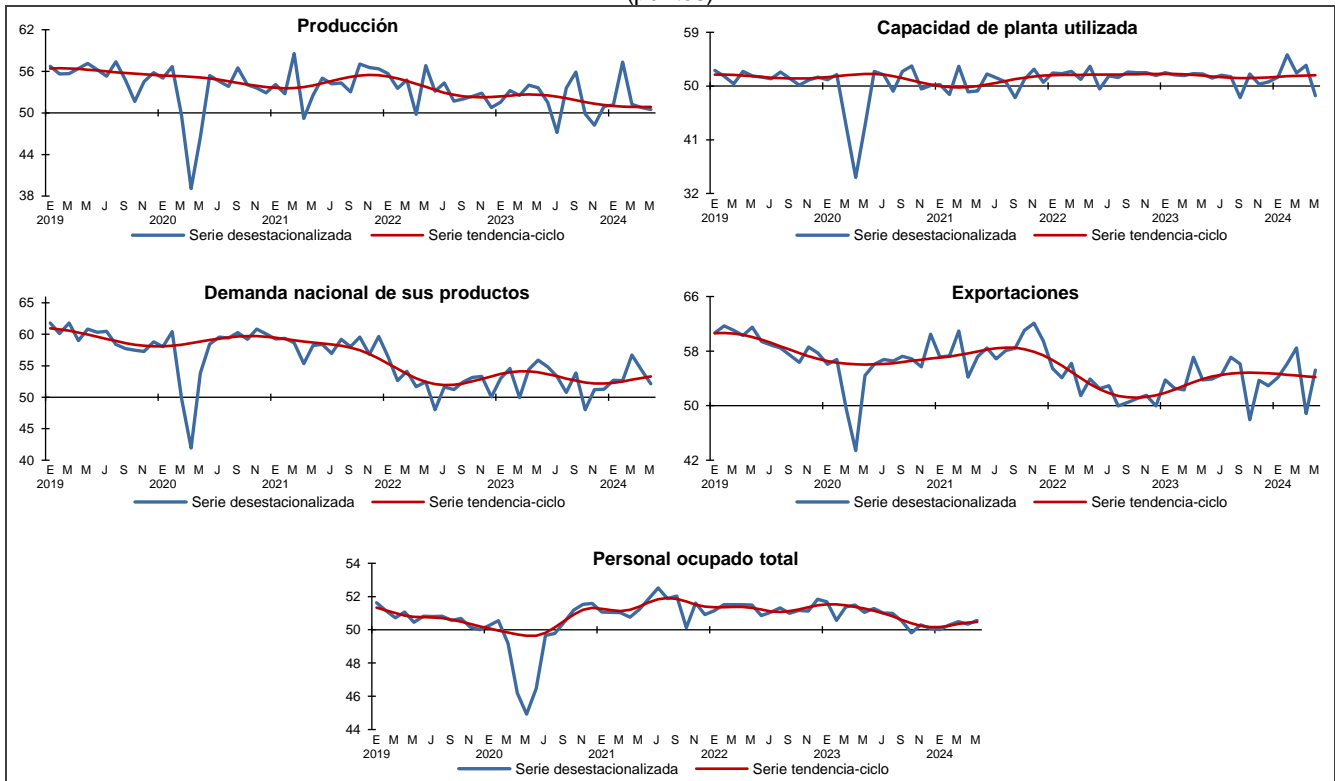 (puntos)
Producción
62
56
50
44
38
E M M J S N E M M J S N E M M J S N E M M J S N E M M J S N E M M
2019 2020 2021 2022 2023 2024
Serie desestacionalizada Serie tendencia-ciclo
Capacidad de planta utilizada
59
50
41
32
E M M J S N E M M J S N E M M J S N E M M J S N E M M J S N E M M
2019 2020 2021 2022 2023 2024
Serie desestacionalizada Serie tendencia-ciclo
Demanda nacional de sus productos
65
60
55
50
45
40
E M M J S N E M M J S N E M M J S N E M M J S N E M M J S N E M M
2019 2020 2021 2022 2023 2024
Serie desestacionalizada Serie tendencia-ciclo
Exportaciones
66
58
50
42
E M M J S N E M M J S N E M M J S N E M M J S N E M M J S N E M M
2019 2020 2021 2022 2023 2024
Serie desestacionalizada Serie tendencia-ciclo
Personal ocupado total
54
52
50
48
46
44
E M M J S N E M M J S N E M M J S N E M M J S N E M M J S N E M M
2019 2020 2021 2022 2023 2024
Serie desestacionalizada Serie tendencia-ciclo